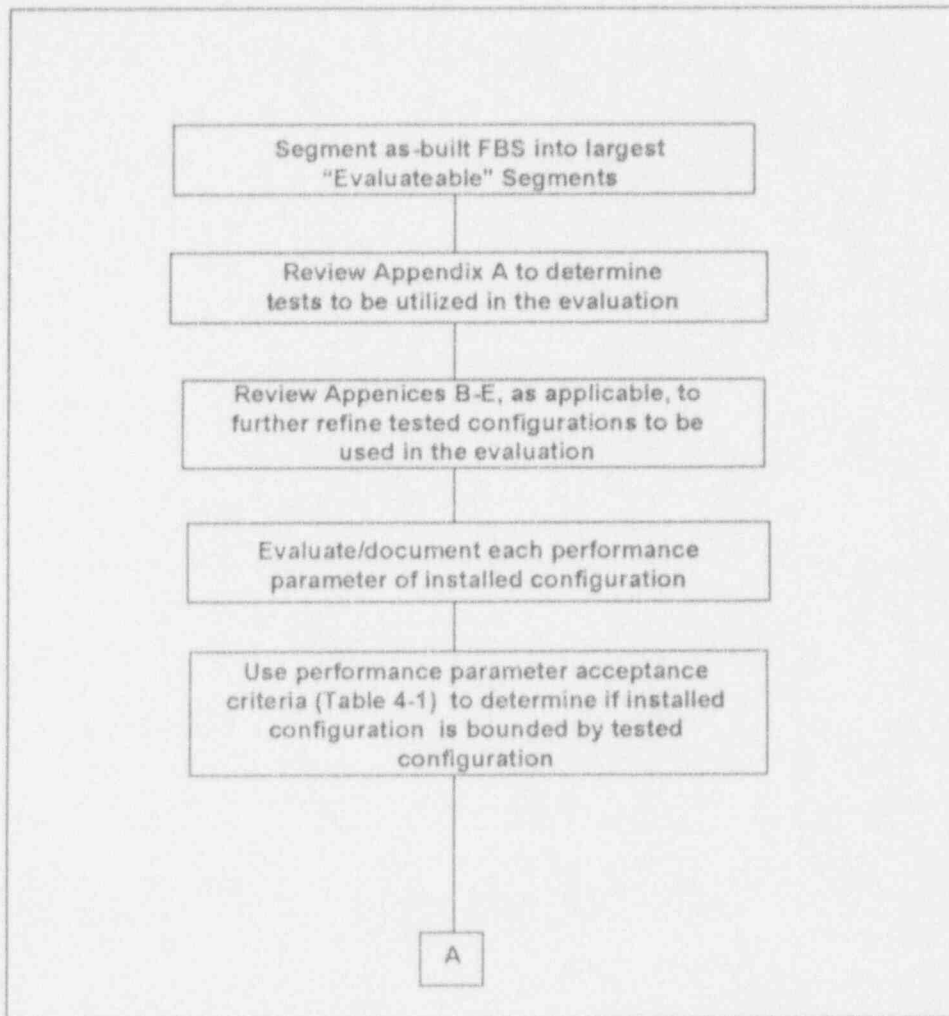 Segment as-built FBS into largest
“Evaluateable” Segments
Review Appendix A to determine
tests to be utilized in the evaluation
Review Appenices B-E, as applicable, to
further refine tested configurations to be
used in the evaluation
Evaluate/document each performance
parameter of installed configuration
Use performance parameter acceptance
criteria (Table 4-1) to determine if installed
configuration is bounded by tested
configuration
A